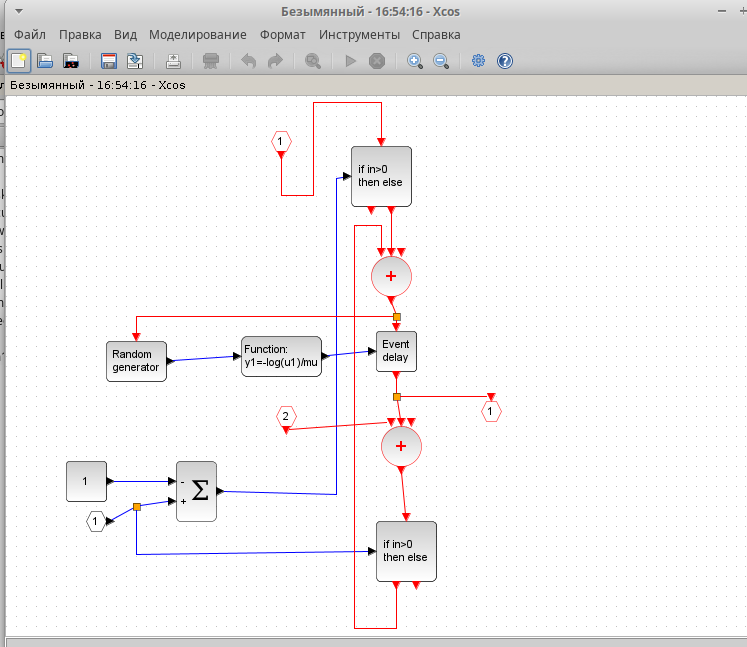 Безымянный - 16:54:16 - Xcos
Файл Правка Вид Моделирование Формат Инструменты Справка
Безымянный - 16:54:16 - Xcos
1
if in>0
then else
+
Random
generator
Function:
y1=-log(u1)/mu
Event
delay
2
1
+
1
-
+
Σ
1
if in>0
then else